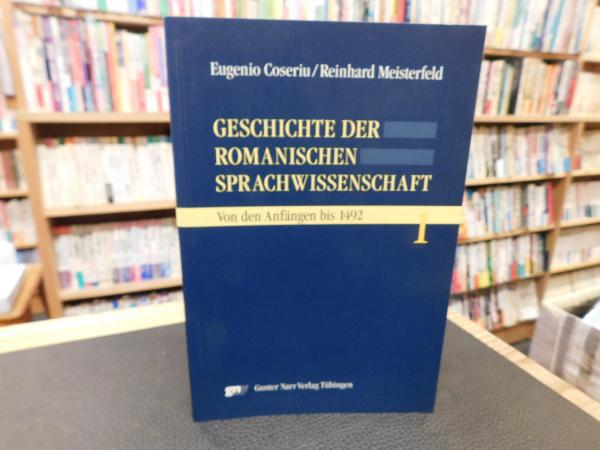 Eugenio Coseriu/Reinhard Meisterfeld
GESCHICHTE DER
ROMANISCHEN
SPRACHWISSENSCHAFT
Von den Anfängen bis 1492
1
Gunter Narr Verlag Tübingen